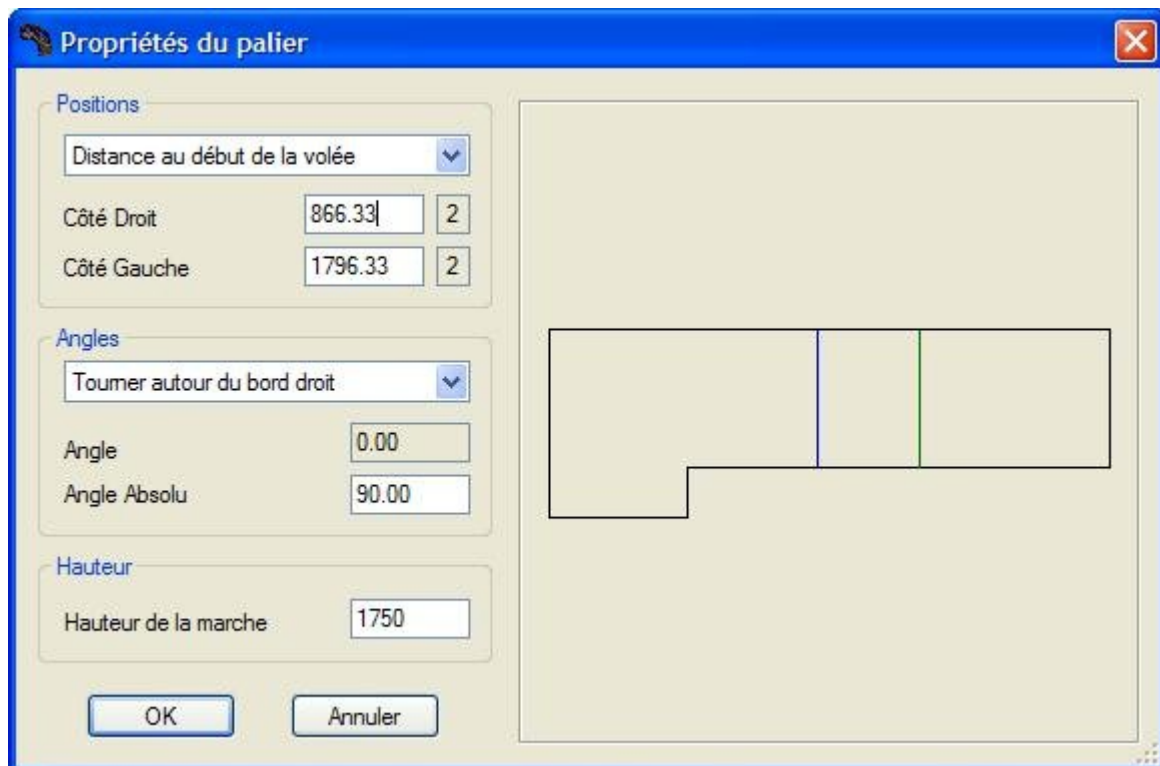 Propriétés du palier
Positions
Distance au début de la volée
Côté Droit 866.33 2
Côté Gauche 1796.33 2
Angles
Tourner autour du bord droit
Angle 0.00
Angle Absolu 90.00
Hauteur
Hauteur de la marche 1750
OK Annuler